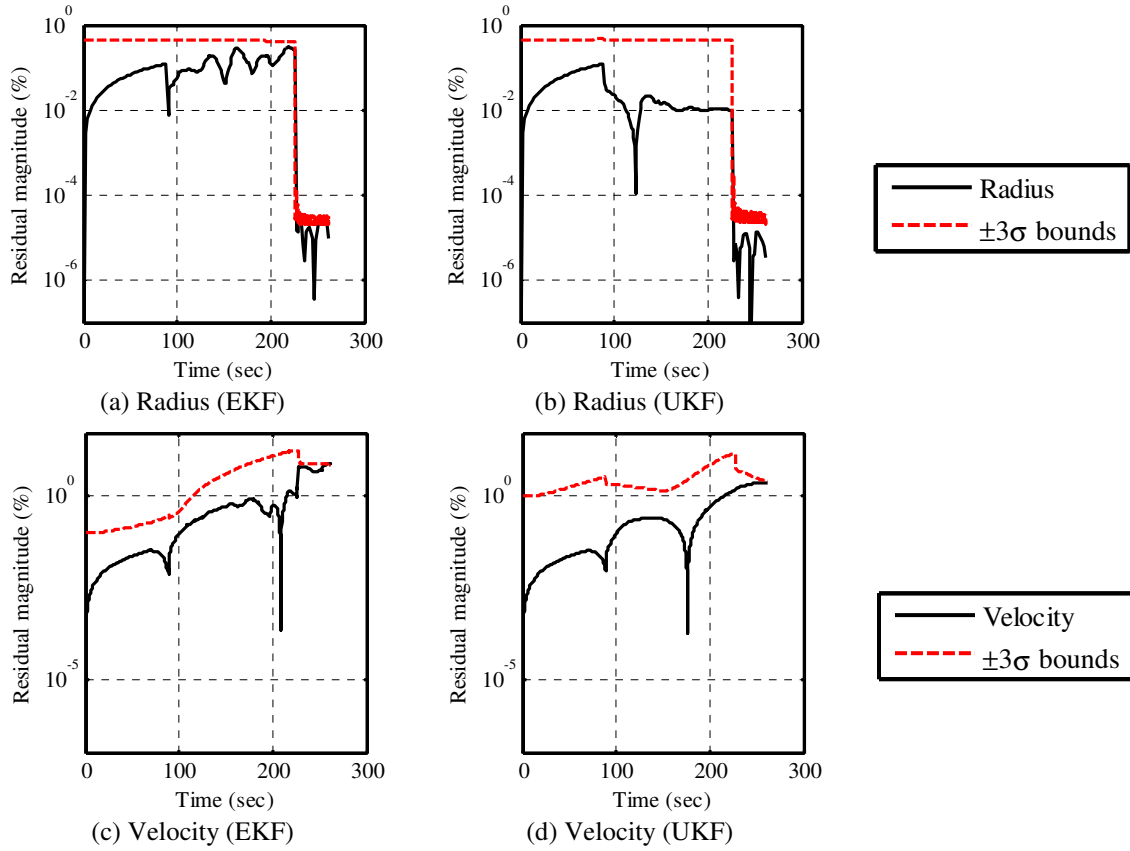 Residual magnitude (%)
10^0
10^-2
10^-4
10^-6
0 100 200 300
Time (sec)
(a) Radius (EKF)
Residual magnitude (%)
10^0
10^-2
10^-4
10^-6
0 100 200 300
Time (sec)
(b) Radius (UKF)
Radius
±3σ bounds
Residual magnitude (%)
10^0
10^-5
0 100 200 300
Time (sec)
(c) Velocity (EKF)
Residual magnitude (%)
10^0
10^-5
0 100 200 300
Time (sec)
(d) Velocity (UKF)
Velocity
±3σ bounds